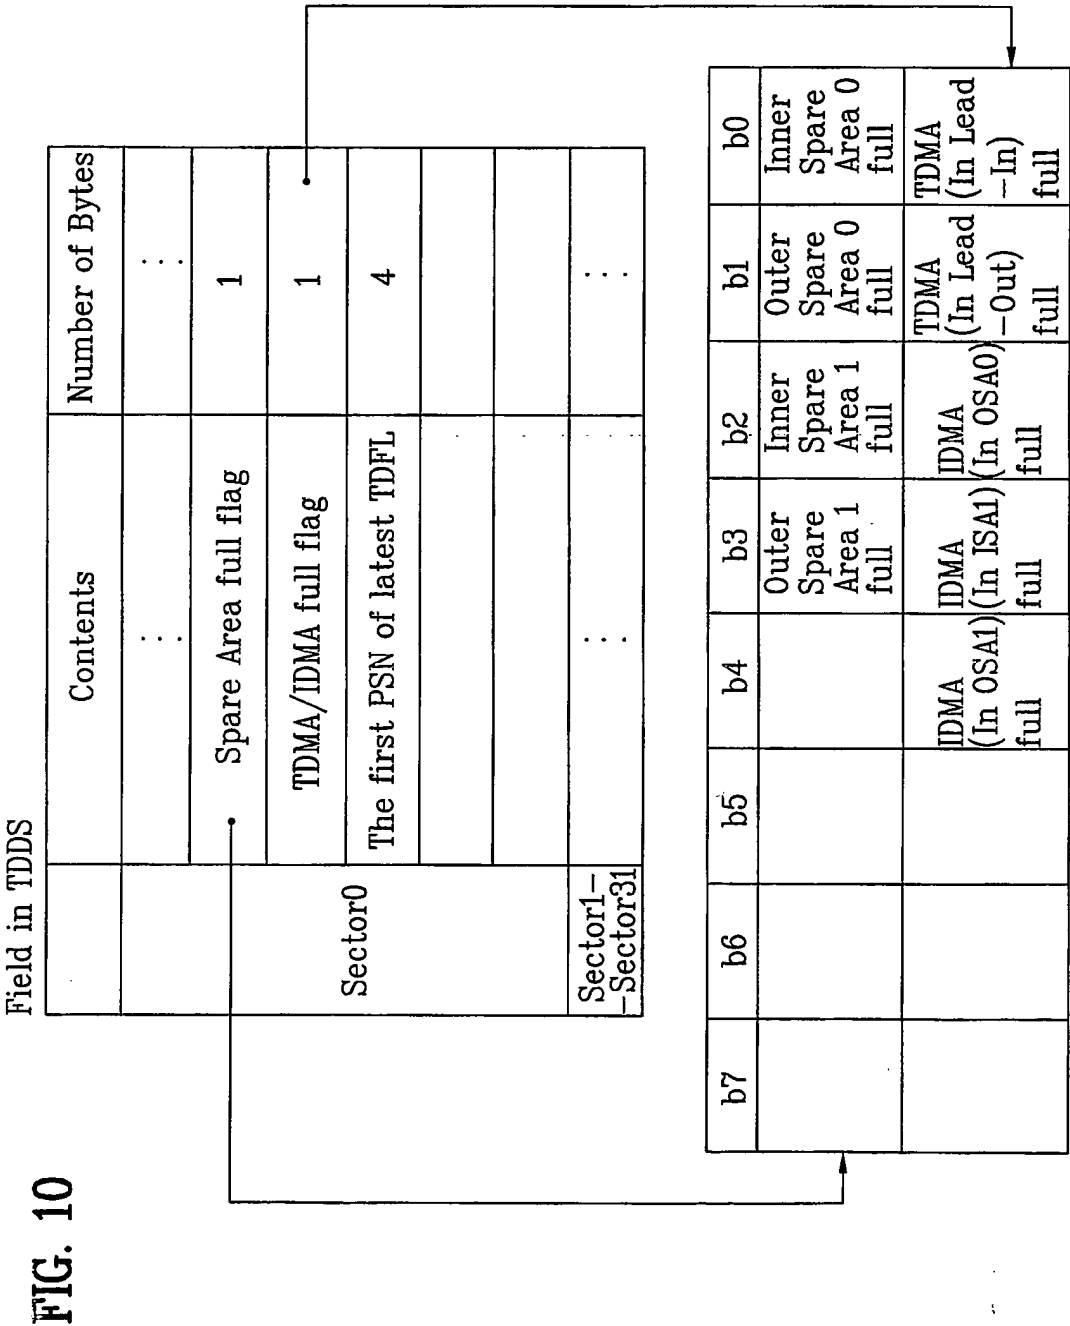 FIG. 10
Field in TDDS
Contents
Number of Bytes
Sector0
. . .
. . .
Spare Area full flag
1
TDMA/IDMA full flag
1
The first PSN of latest TDFL
4
Sector1-
-Sector31
. . .
. . .
b7
b6
b5
b4
b3
b2
b1
b0
Outer
Spare
Area 1
full
Inner
Spare
Area 1
full
Outer
Spare
Area 0
full
Inner
Spare
Area 0
full
IDMA
(In OSA1)
full
IDMA
(In ISA1)
full
IDMA
(In OSA0)
full
TDMA
(In Lead
-Out)
full
TDMA
(In Lead
-In)
full